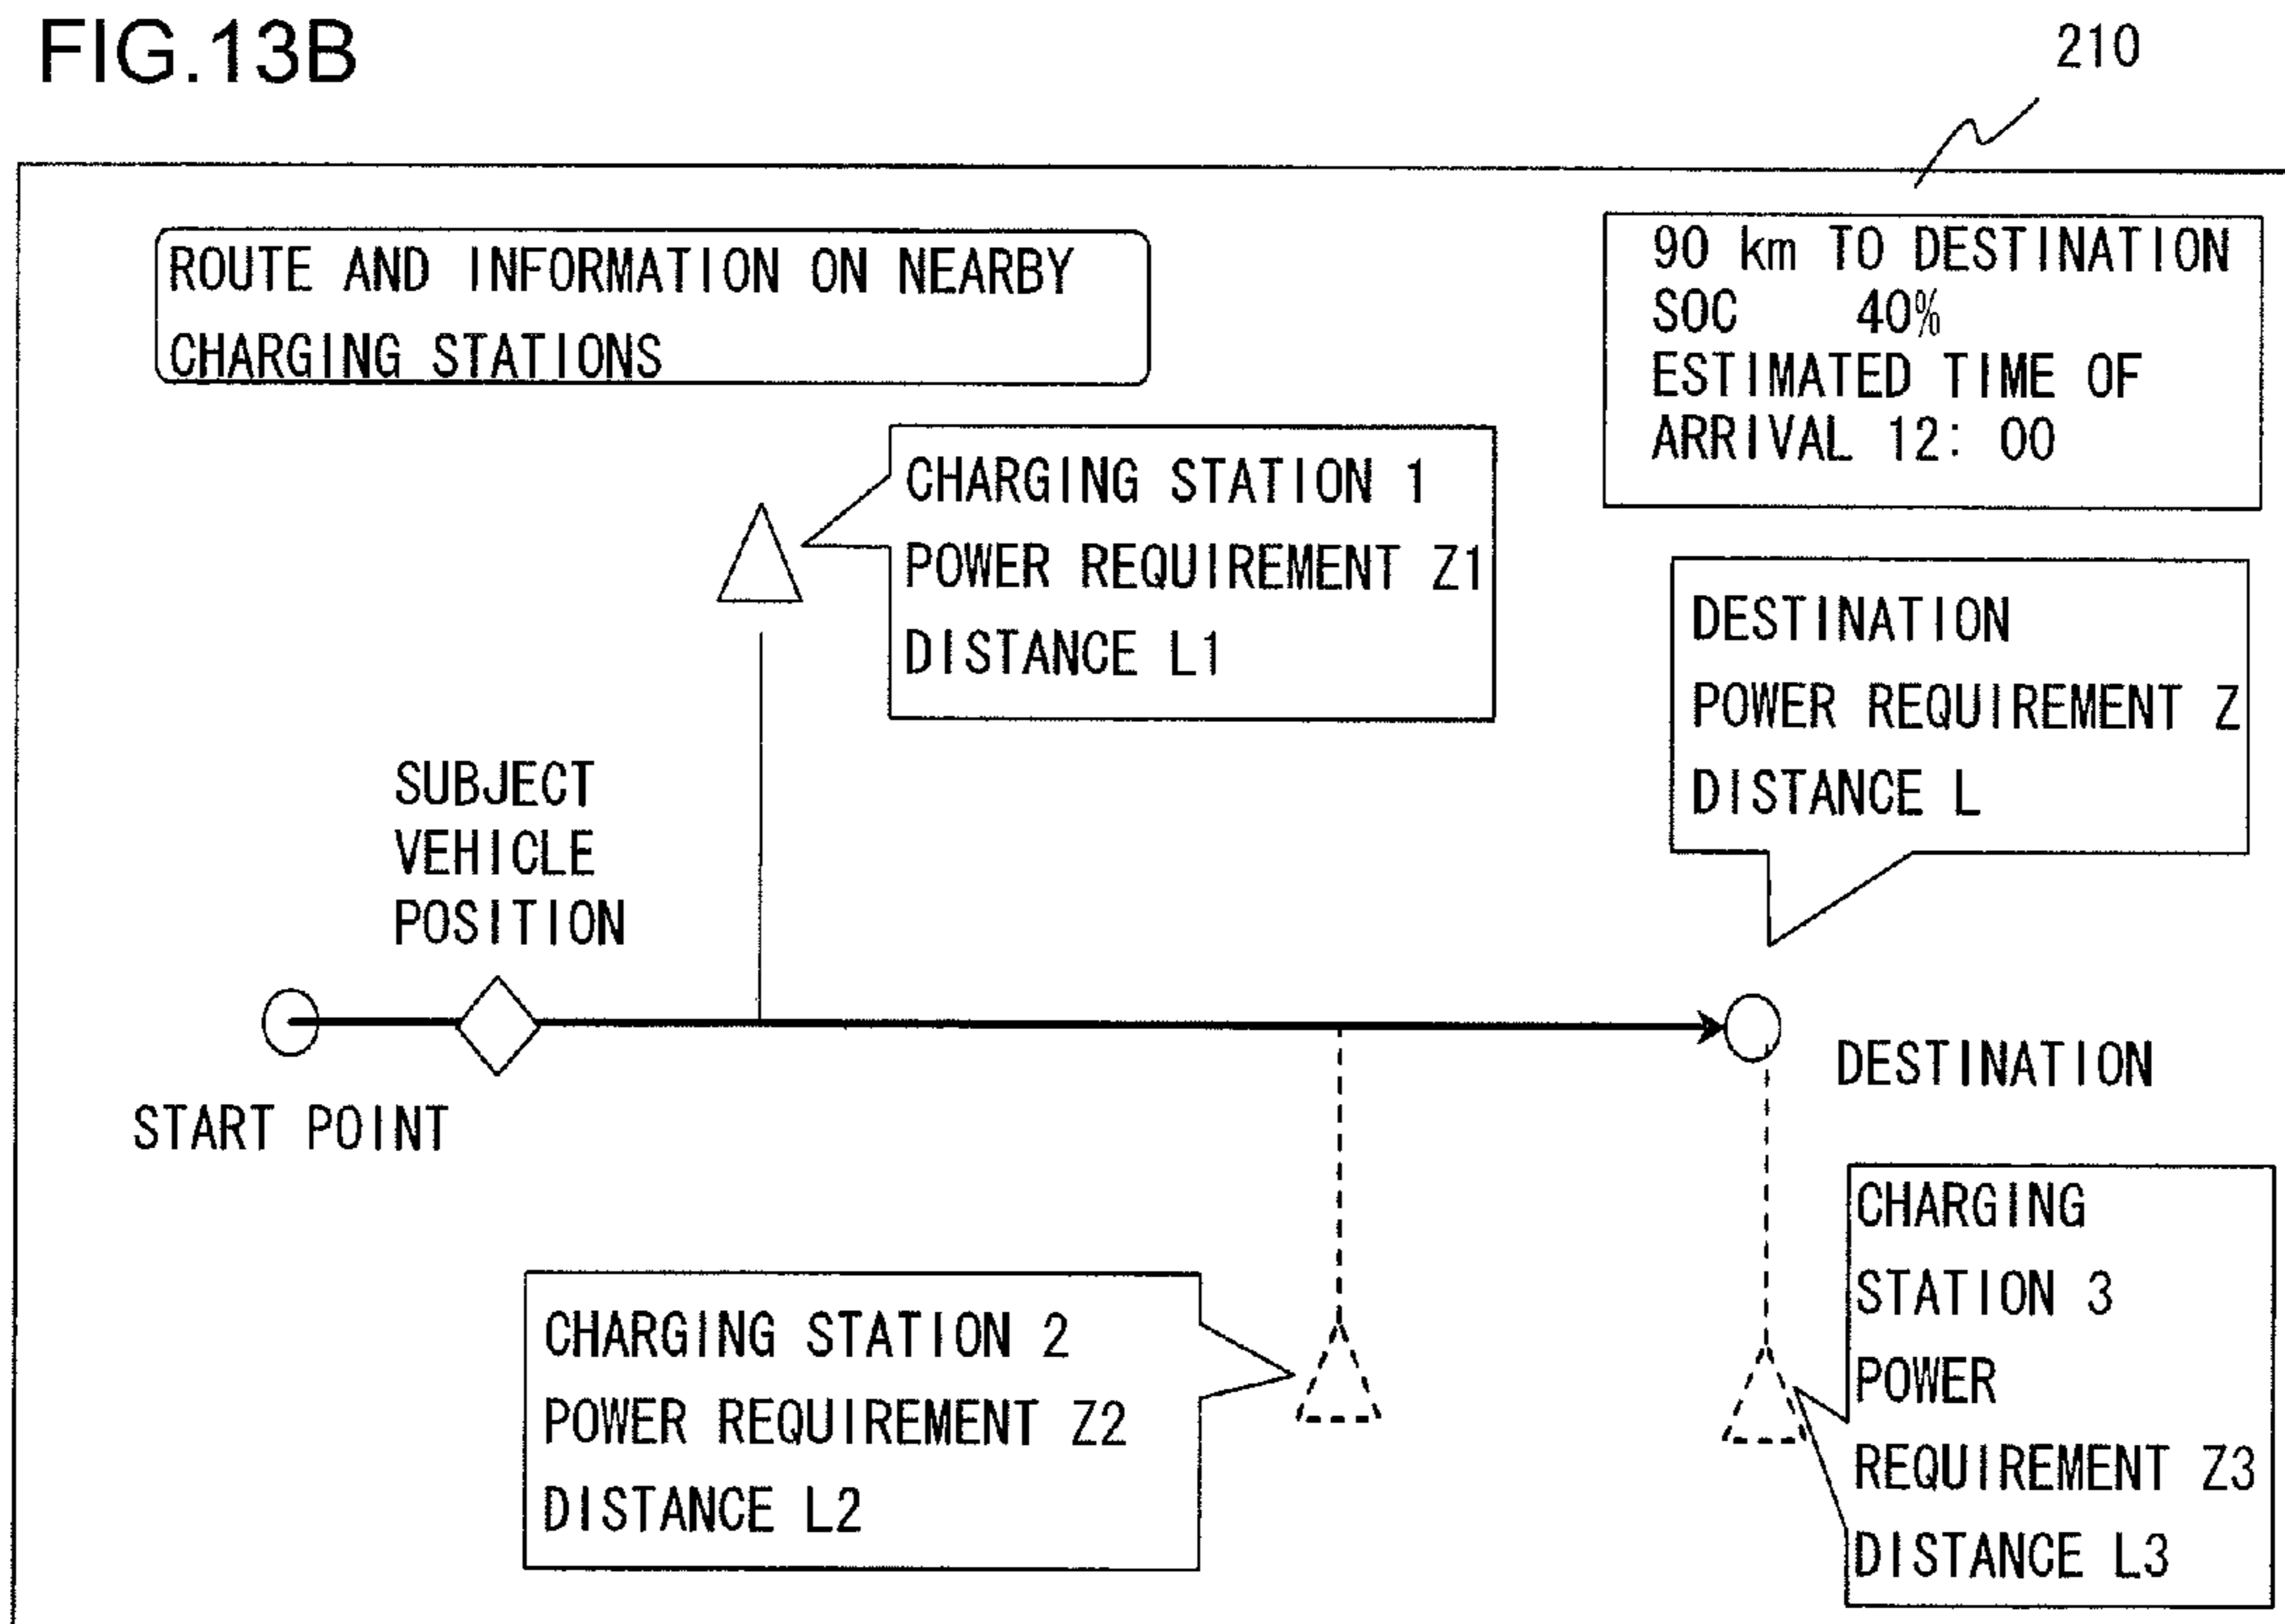 FIG.13B
210
ROUTE AND INFORMATION ON NEARBY
CHARGING STATIONS
90 km TO DESTINATION
SOC 40%
ESTIMATED TIME OF
ARRIVAL 12: 00
CHARGING STATION 1
POWER REQUIREMENT Z1
DISTANCE L1
DESTINATION
POWER REQUIREMENT Z
DISTANCE L
SUBJECT
VEHICLE
POSITION
START POINT
DESTINATION
CHARGING STATION 2
POWER REQUIREMENT Z2
DISTANCE L2
CHARGING
STATION 3
POWER
REQUIREMENT Z3
DISTANCE L3